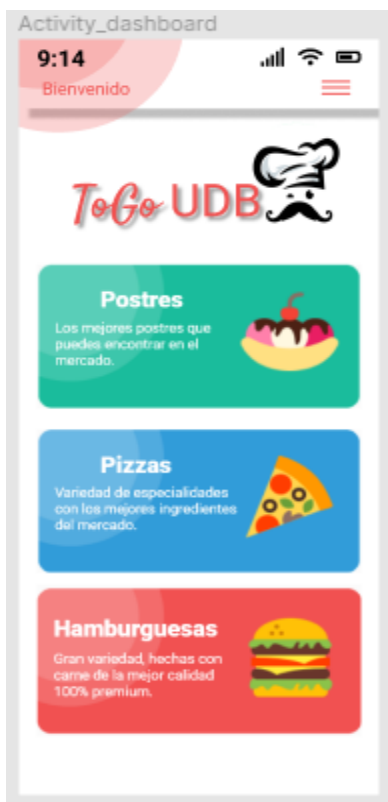 Activity_dashboard
9:14
Bienvenido
ToGo UDB
Postres
Los mejores postres que
puedes encontrar en el
mercado.
Pizzas
Variedad de especialidades
con los mejores ingredientes
del mercado.
Hamburguesas
Gran variedad, hechas con
carne de la mejor calidad
100% premium.